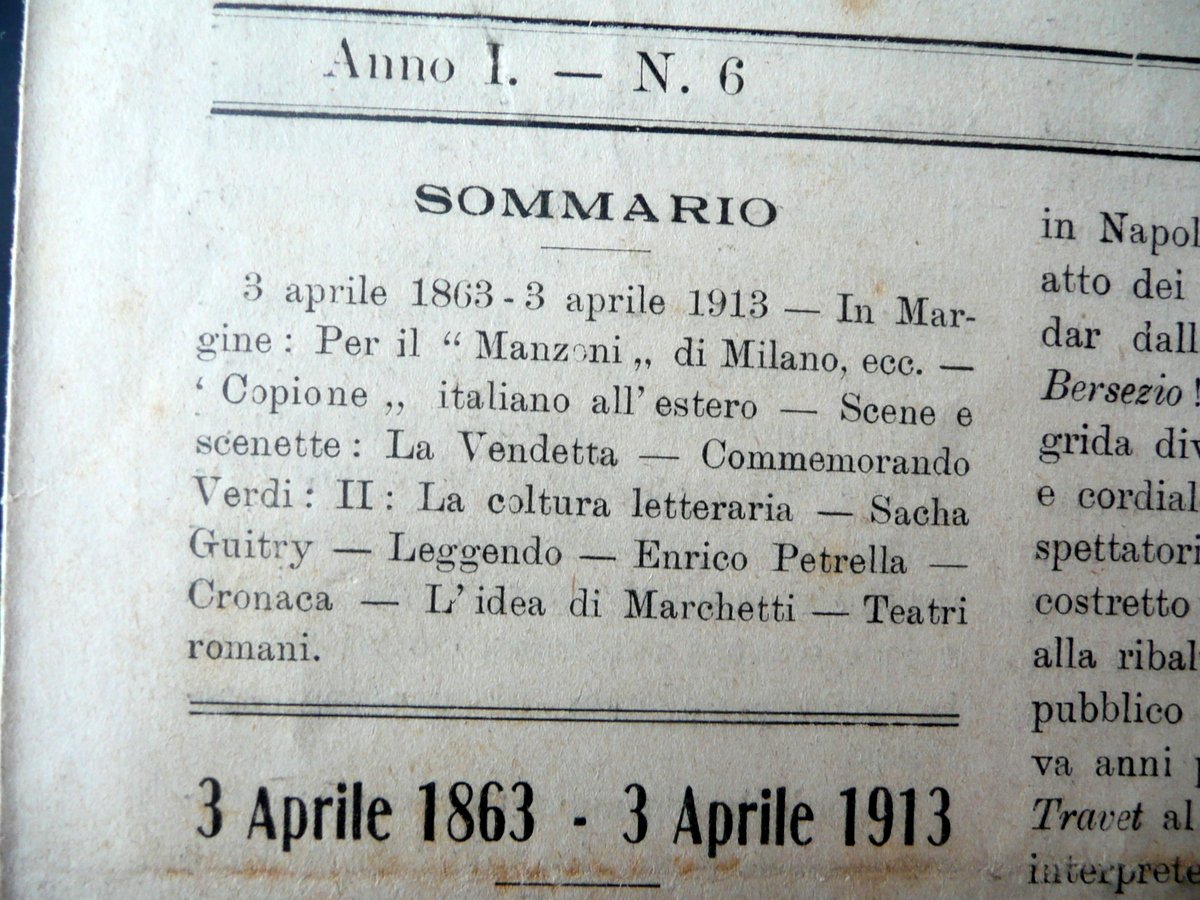 Anno I. — N. 6
SOMMARIO
3 aprile 1863 - 3 aprile 1913 — In Mar-
gine : Per il “ Manzoni „ di Milano, ecc. —
‘ Copione „ italiano all’ estero — Scene e
scenette : La Vendetta — Commemorando
Verdi : II : La coltura letteraria — Sacha
Guitry — Leggendo — Enrico Petrella —
Cronaca — L’ idea di Marchetti — Teatri
romani.
3 Aprile 1863 - 3 Aprile 1913
in Napol
atto dei
dar dall
Bersezio !
grida div
e cordial
spettatori
costretto
alla ribal
pubblico
va anni
Travet al
interprete